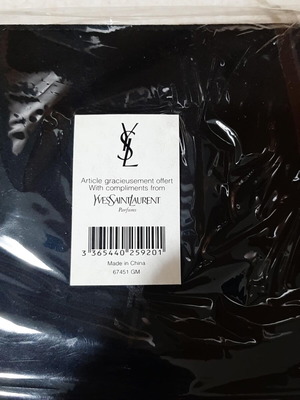 YSL
Article gracieusement offert
With compliments from
YVESSAINTLAURENT
Parfums
3 365440 259201
Made in China
67451 GM